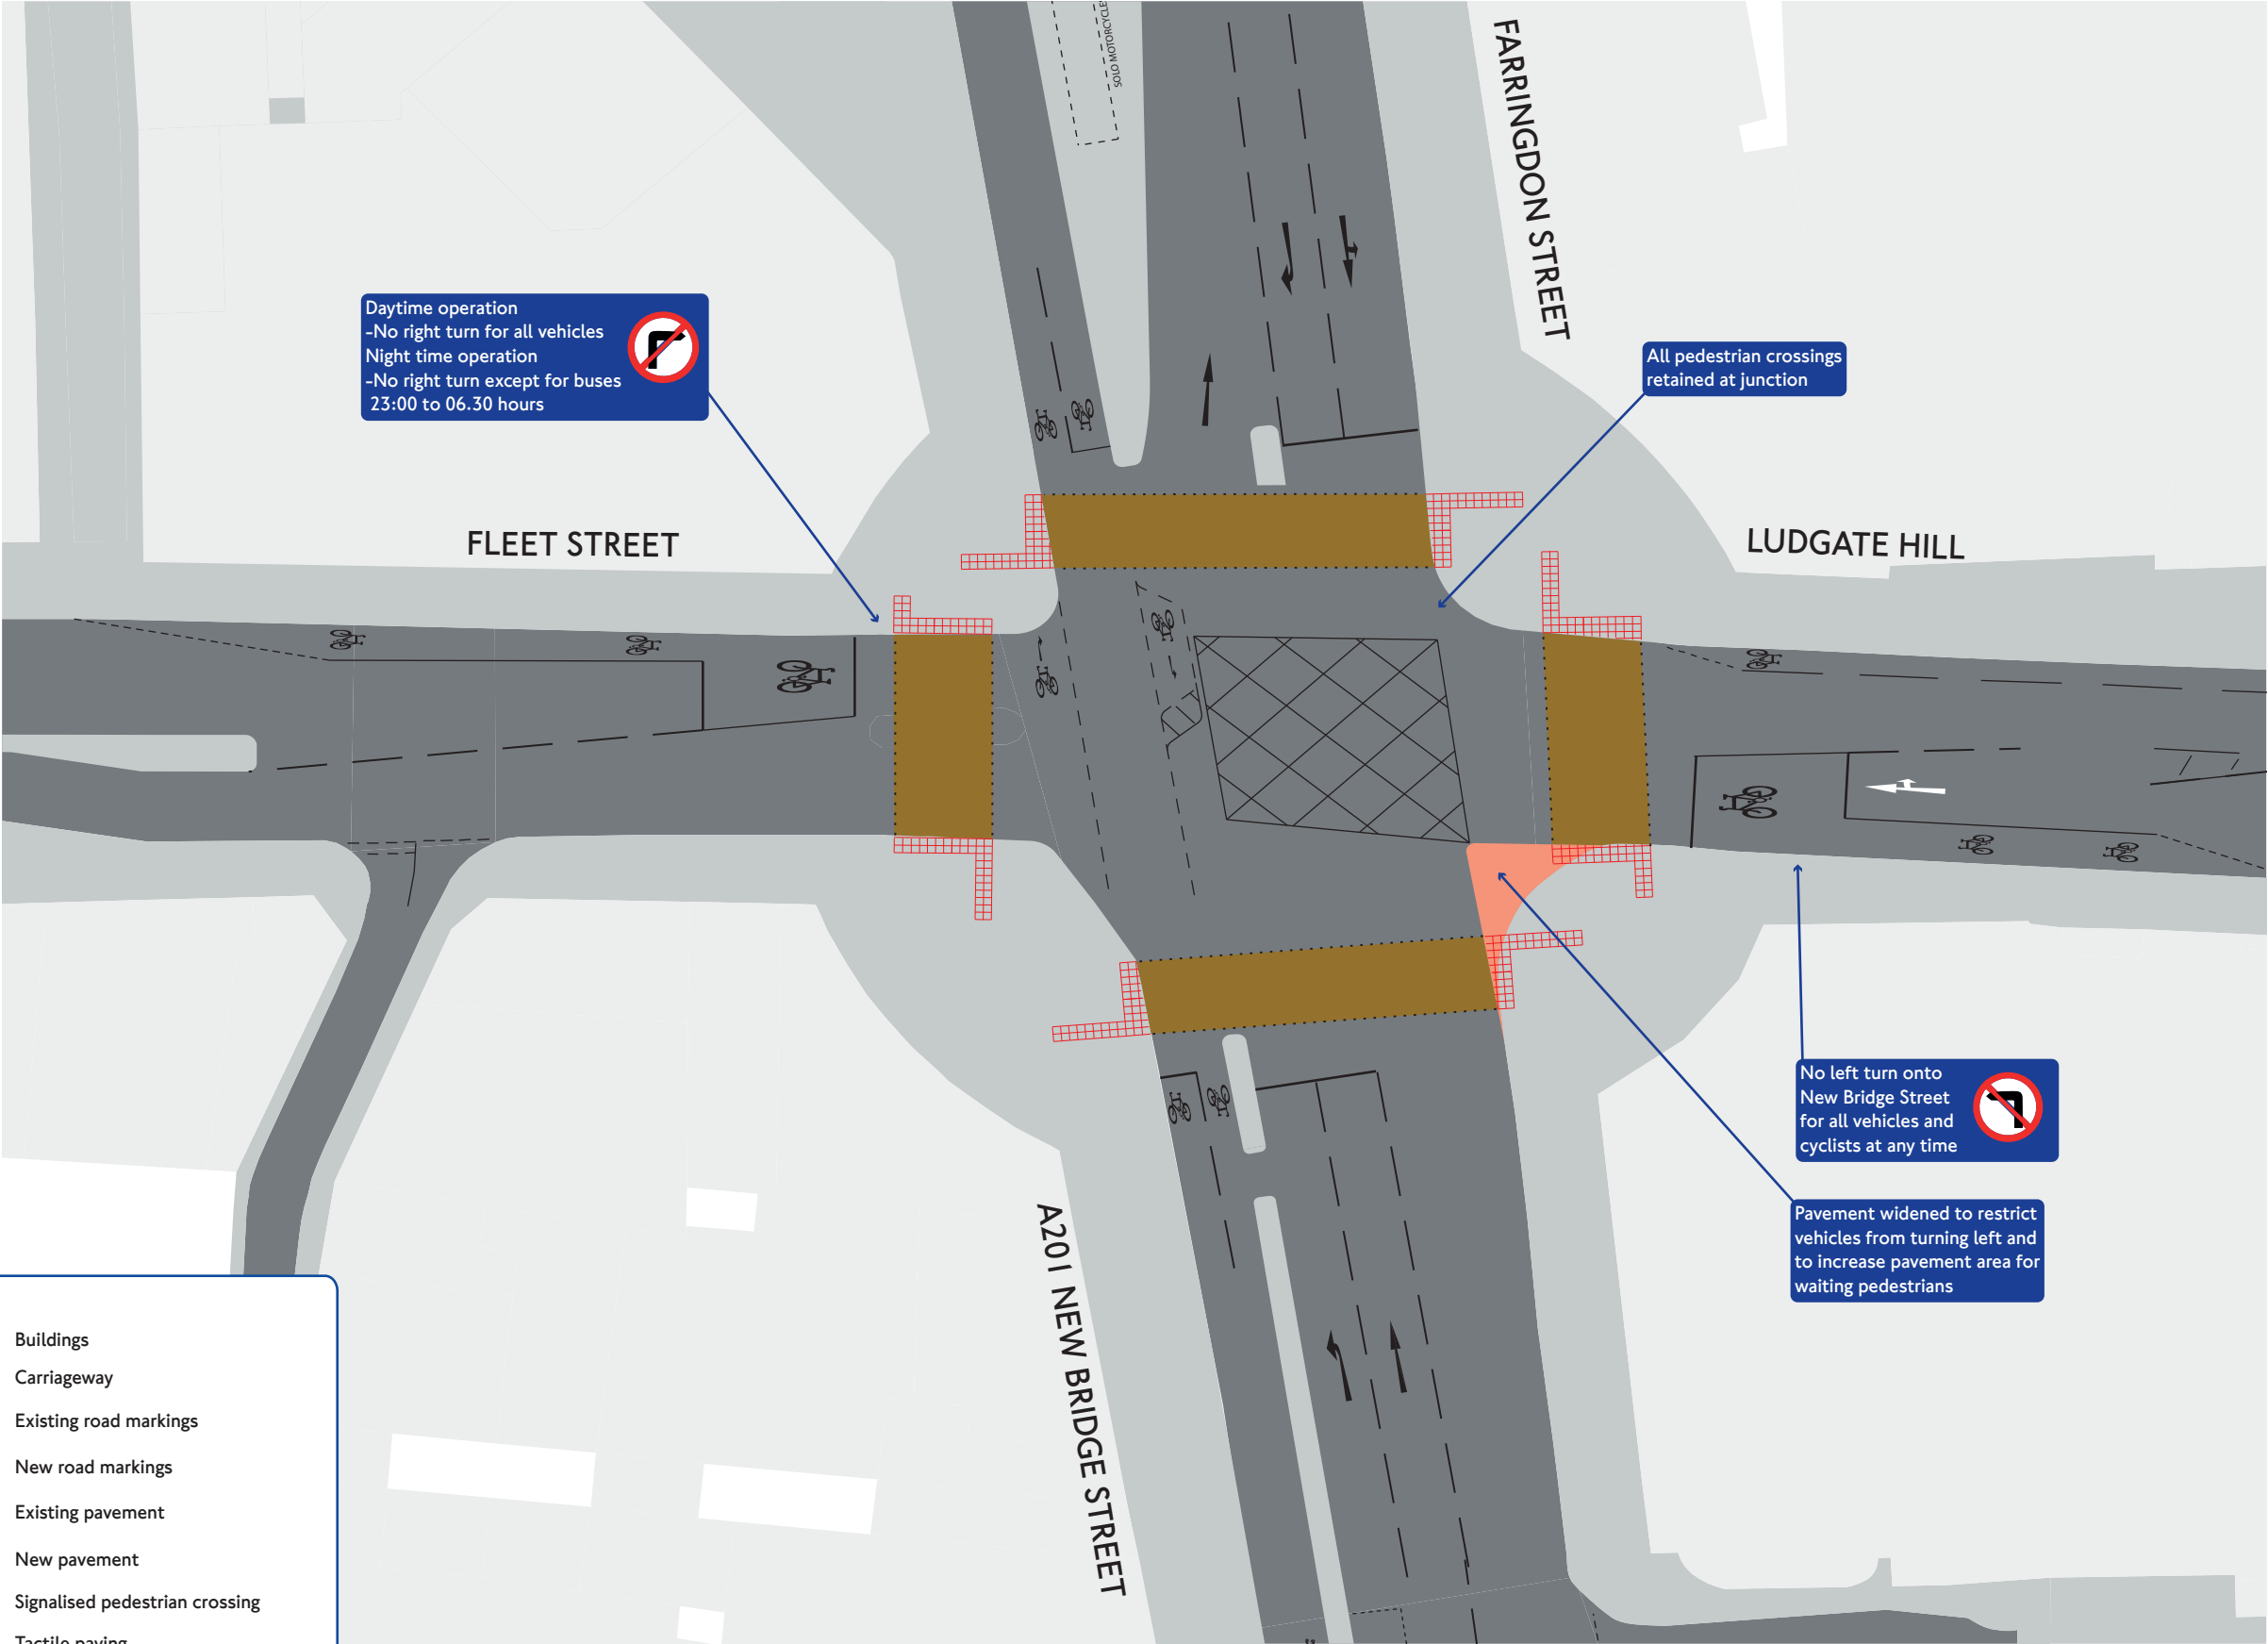 SOLO MOTORCYCLE
FARRINGDON STREET
Daytime operation
-No right turn for all vehicles
Night time operation
-No right turn except for buses
23:00 to 06.30 hours
All pedestrian crossings
retained at junction
FLEET STREET
LUDGATE HILL
No left turn onto
New Bridge Street
for all vehicles and
cyclists at any time
Pavement widened to restrict
vehicles from turning left and
to increase pavement area for
waiting pedestrians
A201 NEW BRIDGE STREET
Buildings
Carriageway
Existing road markings
New road markings
Existing pavement
New pavement
Signalised pedestrian crossing
Tactile paving